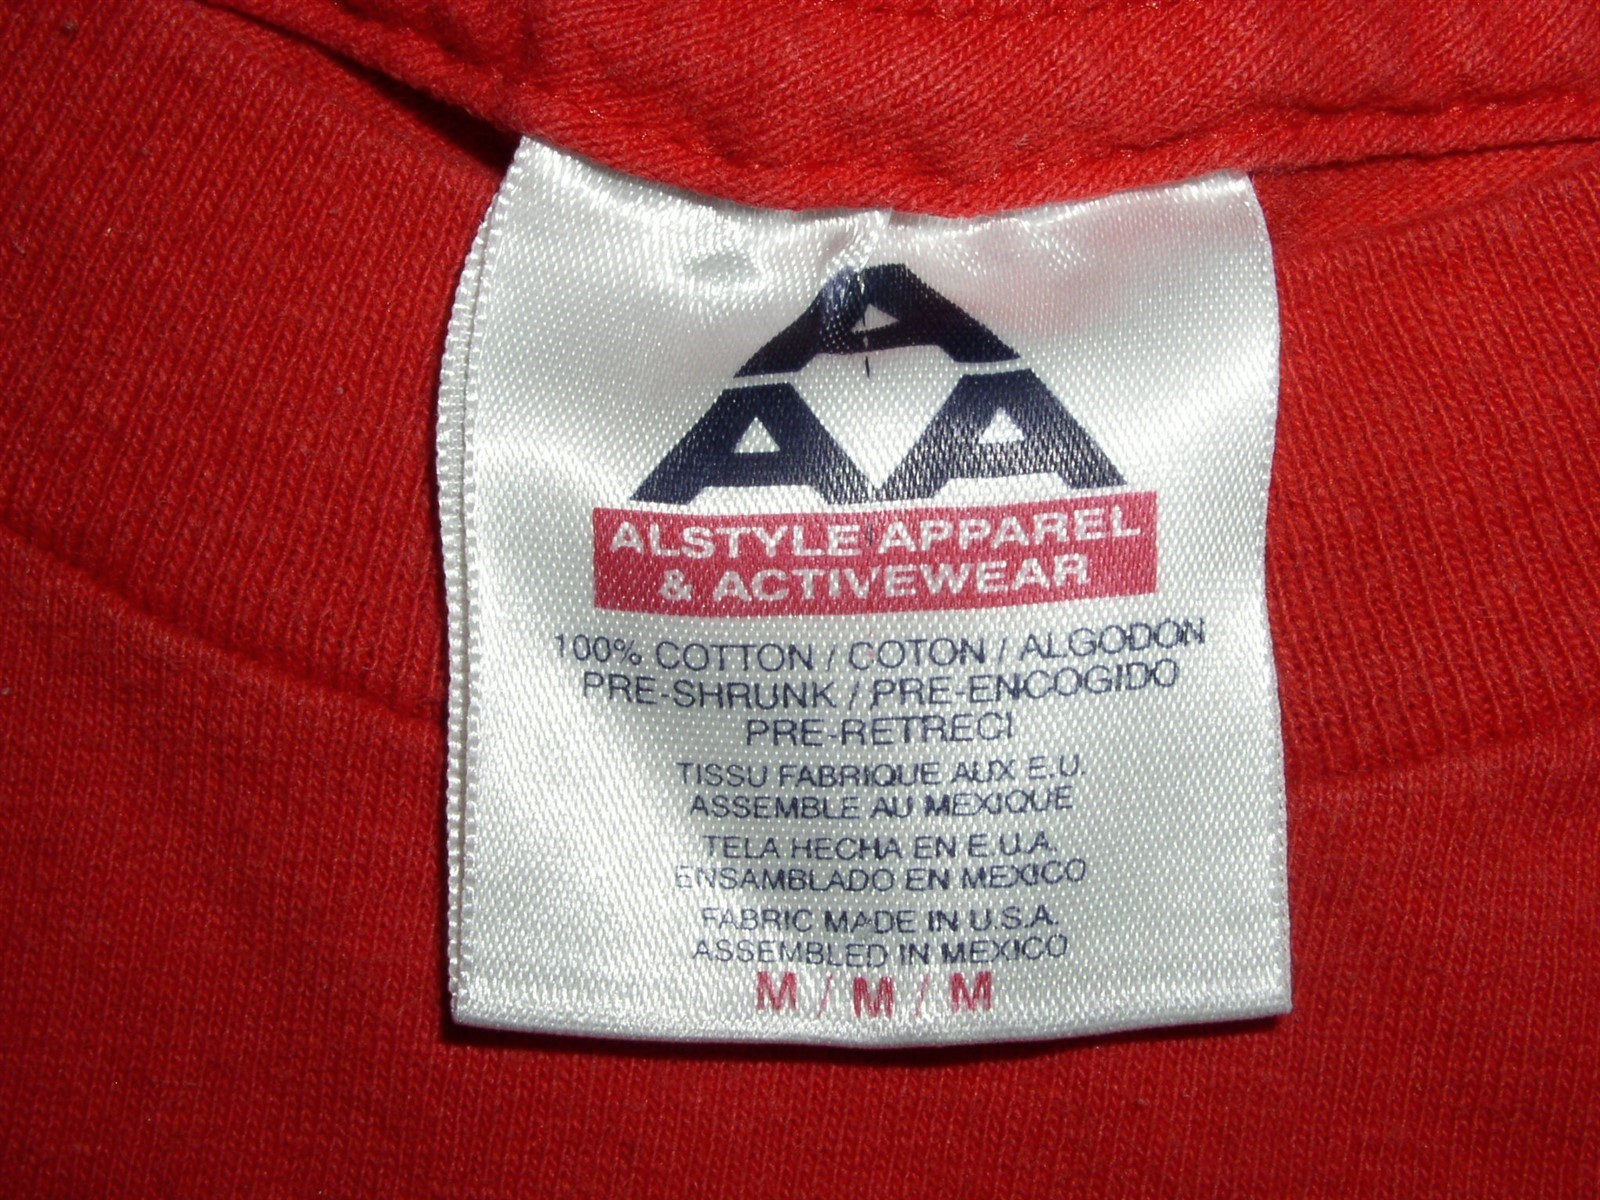 A
A A
ALSTYLE APPAREL
& ACTIVEWEAR
100% COTTON / COTON / ALGODON
PRE-SHRUNK / PRE-ENCOGIDO
PRE-RETRECI
TISSU FABRIQUE AUX E.U.
ASSEMBLE AU MEXIQUE
TELA HECHA EN E.U.A.
ENSAMBLADO EN MEXICO
FABRIC MADE IN U.S.A.
ASSEMBLED IN MEXICO
M / M / M